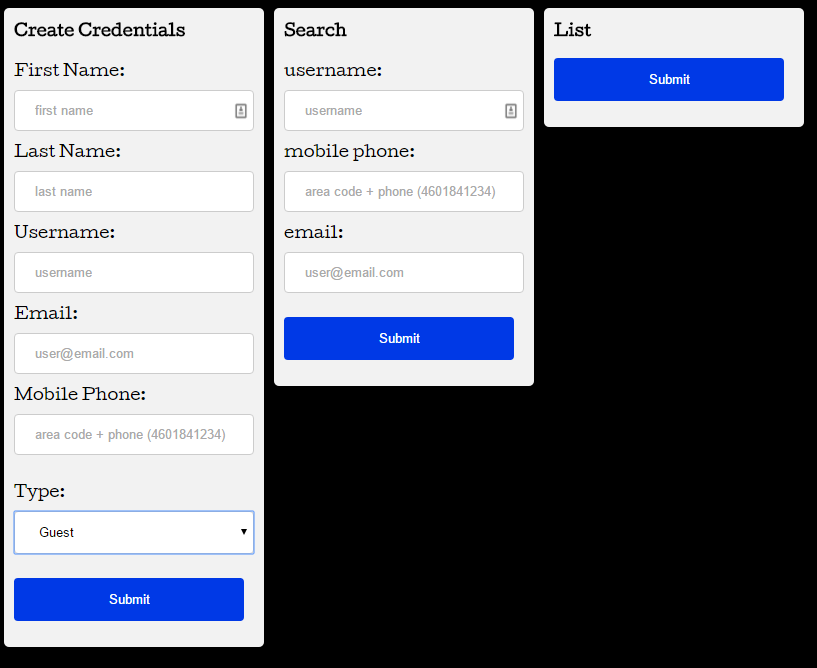 Create Credentials
First Name:
first name
Last Name:
last name
Username:
username
Email:
user@email.com
Mobile Phone:
area code + phone (4601841234)
Type:
Guest
Submit
Search
username:
username
mobile phone:
area code + phone (4601841234)
email:
user@email.com
Submit
List
Submit